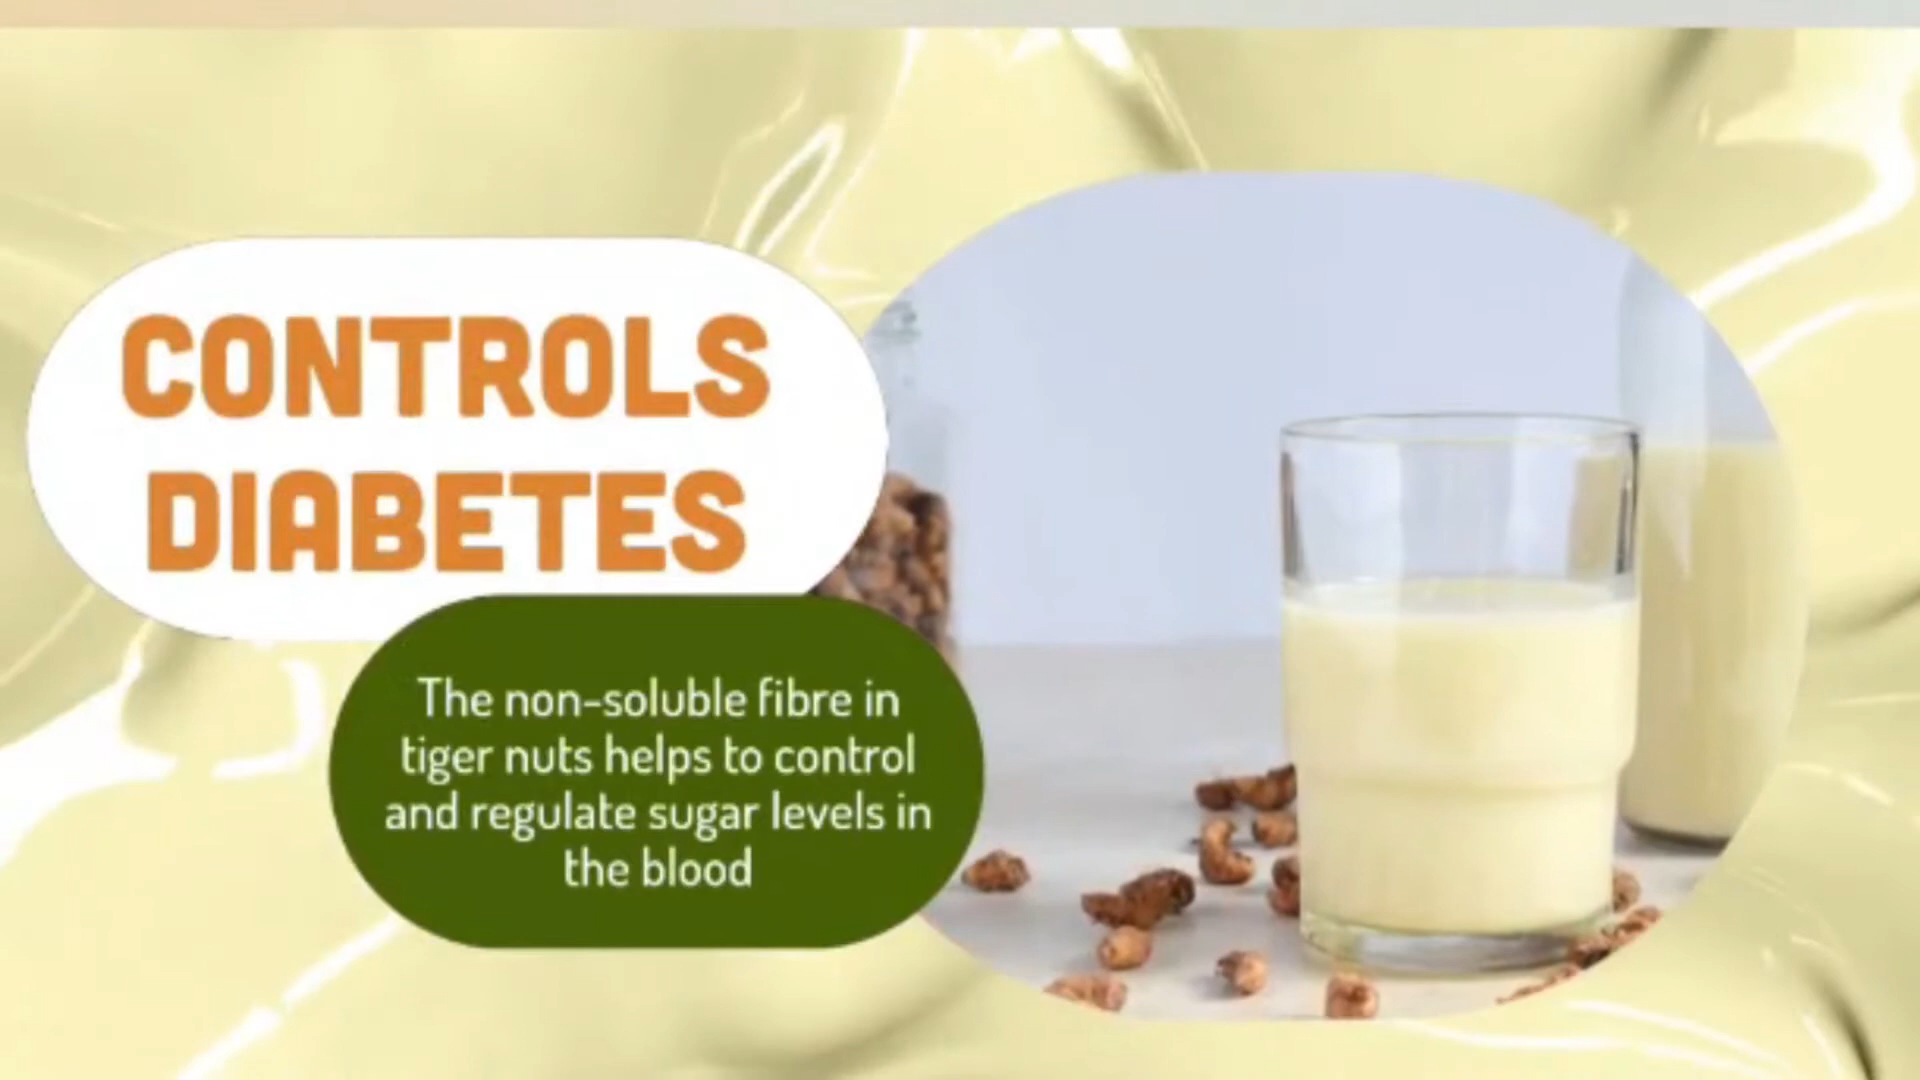 CONTROLS
DIABETES
The non-soluble fibre in
tiger nuts helps to control
and regulate sugar levels in
the blood